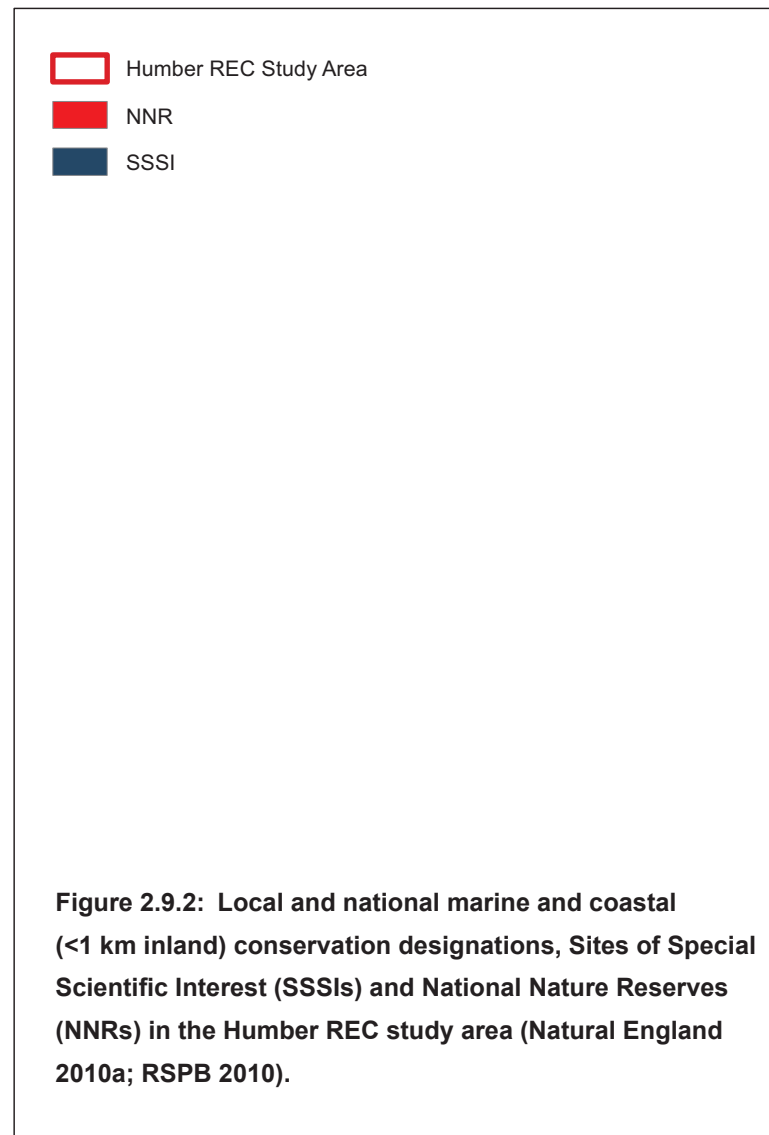 Humber REC Study Area
NNR
SSSI
Figure 2.9.2: Local and national marine and coastal
(<1 km inland) conservation designations, Sites of Special
Scientific Interest (SSSIs) and National Nature Reserves
(NNRs) in the Humber REC study area (Natural England
2010a; RSPB 2010).